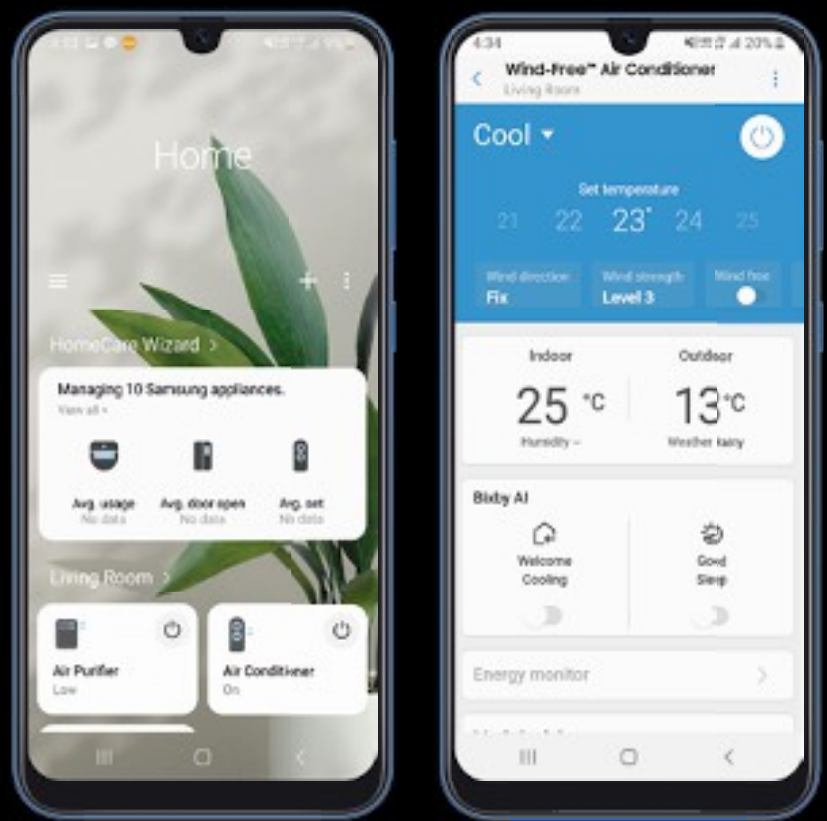 Home
HomeCare Wizard >
Managing 10 Samsung appliances.
View all
Avg. usage
No data
Avg. door open
No data
Avg. set
No data
Living Room >
Air Purifier
Low
Air Conditioner
On
4:34
20%
Wind-Free™ Air Conditioner
Living Room
Cool
Set temperature
21 22 23° 24 25
Wind direction
Fix
Wind strength
Level 3
Wind free
Indoor
25 °C
Humidity --
Outdoor
13°C
Weather Rainy
Bixby AI
Welcome
Cooling
Good
Sleep
Energy monitor